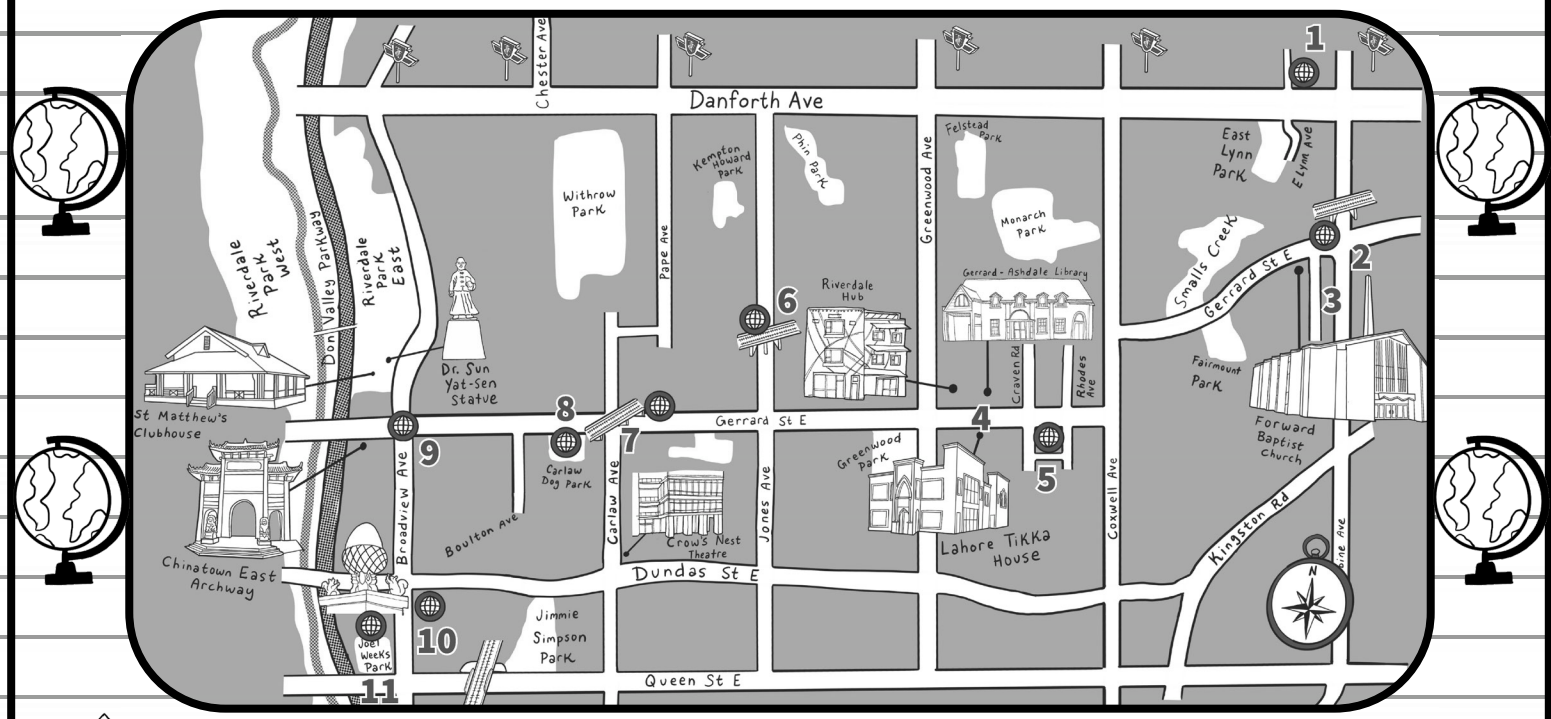 1
Chester Ave
Danforth Ave
East
Lynn
Park
E Lynn Ave
Felstead
Park
Phin Park
Kempton
Howard
Park
Withrow
Park
Greenwood Ave
Monarch
Park
Pape Ave
Riverdale
Park
West
Don Valley Parkway
Riverdale
Park
East
Smalls Creek
Gerrard St E
2
3
Gerrard - Ashdale Library
Riverdale
Hub
6
Dr. Sun
Yat-Sen
Statue
Craven Rd
Rhodes
Ave
Fairmount
Park
St Matthew's
Clubhouse
8
7
Gerrard St E
4
9
Forward
Baptist
Church
Greenwood
Park
5
Carlaw
Dog Park
Broadview Ave
Carlaw Ave
Jones Ave
Coxwell Ave
Boulton Ave
Crow's Nest
Theatre
Lahore Tikka
House
Kingston Rd
Chinatown East
Archway
Dundas St E
N
10
Jimmie
Simpson
Park
Joel
Weeks
Park
11
Queen St E